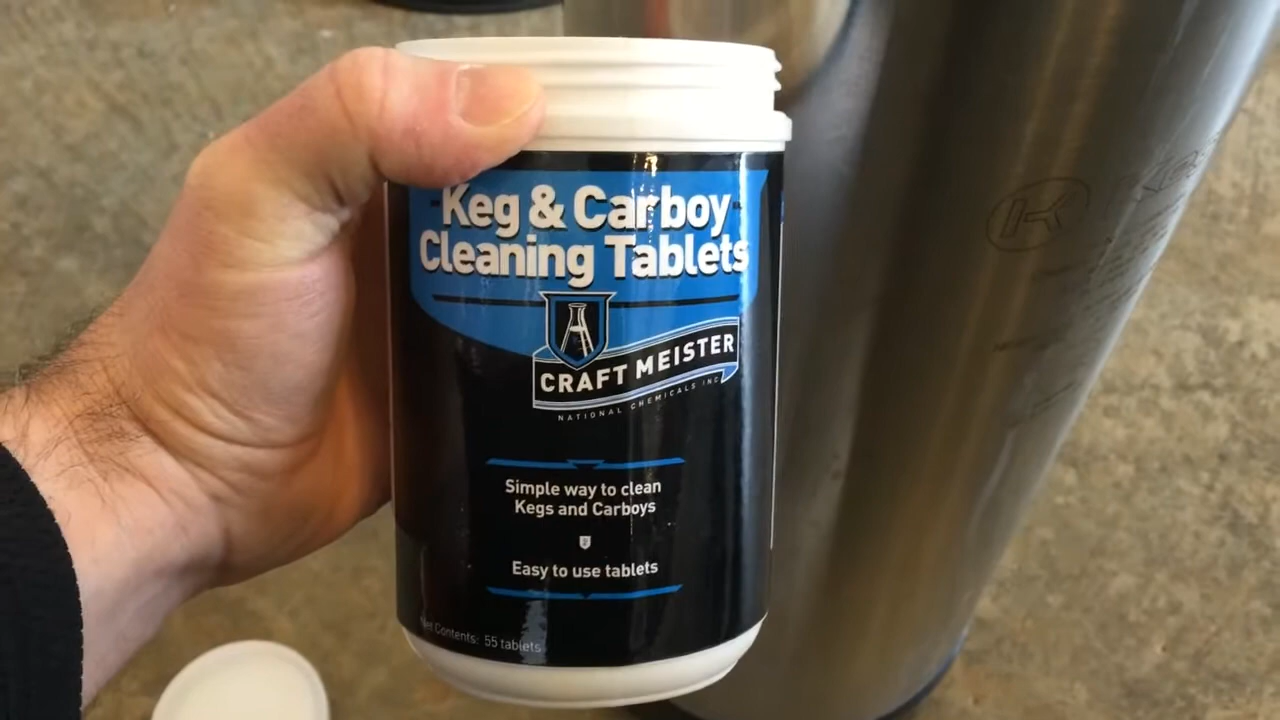 Keg & Carboy
Cleaning Tablets
CRAFT MEISTER
NATIONAL CHEMICALS INC
Simple way to clean
Kegs and Carboys
Easy to use tablets
Net Contents: 55 tablets